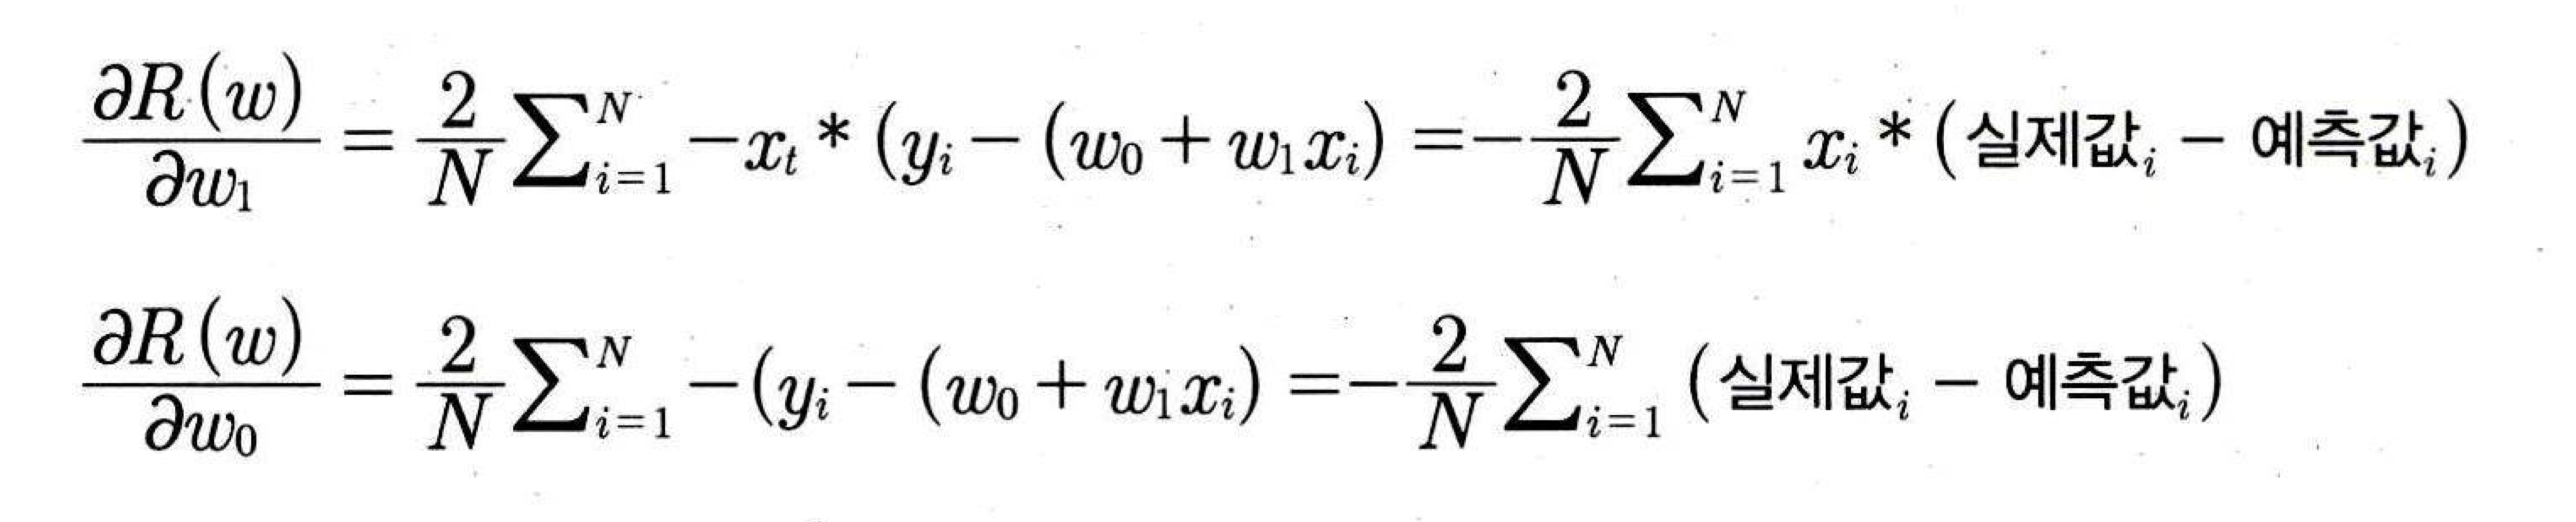 ∂R(w)/∂w₁ = 2/N ∑ᵢ₌₁ᴺ −xₜ * (yᵢ − (w₀ + w₁xᵢ) = −2/N ∑ᵢ₌₁ᴺ xᵢ * (실제값ᵢ − 예측값ᵢ)
∂R(w)/∂w₀ = 2/N ∑ᵢ₌₁ᴺ −(yᵢ − (w₀ + w₁xᵢ) = −2/N ∑ᵢ₌₁ᴺ (실제값ᵢ − 예측값ᵢ)